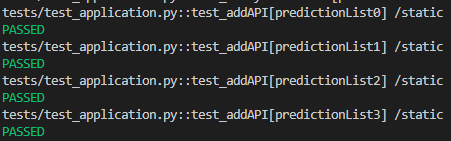 tests/test_application.py::test_addAPI[predictionList0] /static
PASSED
tests/test_application.py::test_addAPI[predictionList1] /static
PASSED
tests/test_application.py::test_addAPI[predictionList2] /static
PASSED
tests/test_application.py::test_addAPI[predictionList3] /static
PASSED